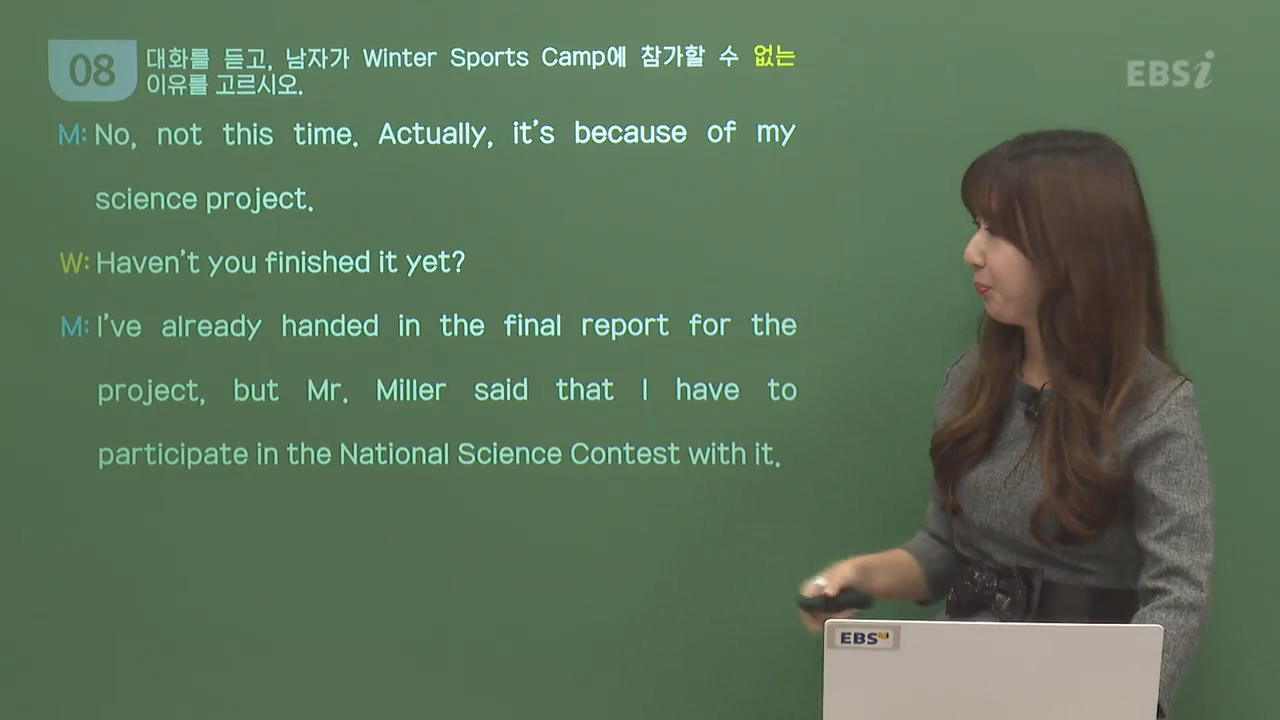 08
대화를 듣고, 남자가 Winter Sports Camp에 참가할 수 없는
이유를 고르시오.
EBSi
M: No, not this time. Actually, it's because of my
science project.
W: Haven't you finished it yet?
M: I've already handed in the final report for the
project, but Mr. Miller said that I have to
participate in the National Science Contest with it.
EBS